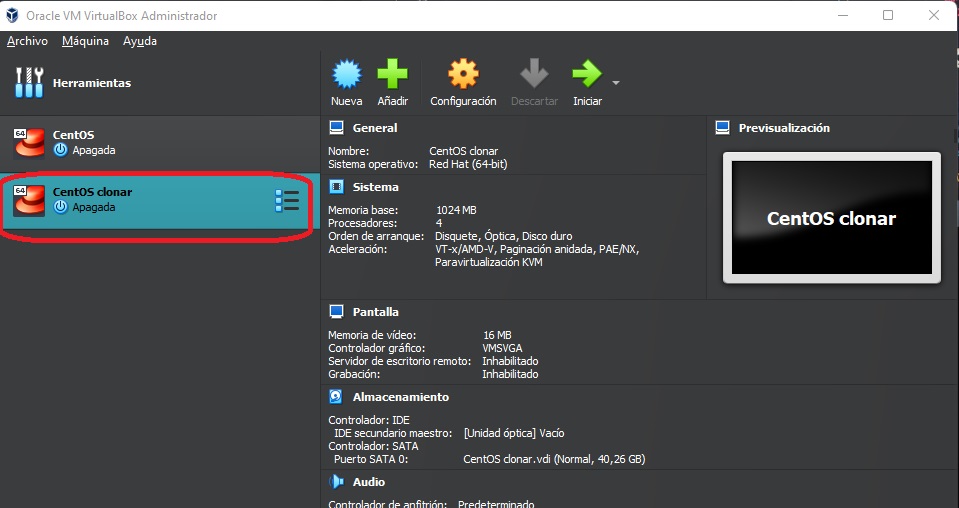 Oracle VM VirtualBox Administrador
Archivo Máquina Ayuda
Herramientas
Nueva Añadir Configuración Descartar Iniciar
64 CentOS
Apagada
64 CentOS clonar
Apagada
General
Nombre: CentOS clonar
Sistema operativo: Red Hat (64-bit)
Previsualización
CentOS clonar
Sistema
Memoria base: 1024 MB
Procesadores: 4
Orden de arranque: Disquete, Óptica, Disco duro
Aceleración: VT-x/AMD-V, Paginación anidada, PAE/NX,
Paravirtualización KVM
Pantalla
Memoria de vídeo: 16 MB
Controlador gráfico: VMSVGA
Servidor de escritorio remoto: Inhabilitado
Grabación: Inhabilitado
Almacenamiento
Controlador: IDE
IDE secundario maestro: [Unidad óptica] Vacío
Controlador: SATA
Puerto SATA 0: CentOS clonar.vdi (Normal, 40,26 GB)
Audio
Controlador de anfitrión: Predeterminado